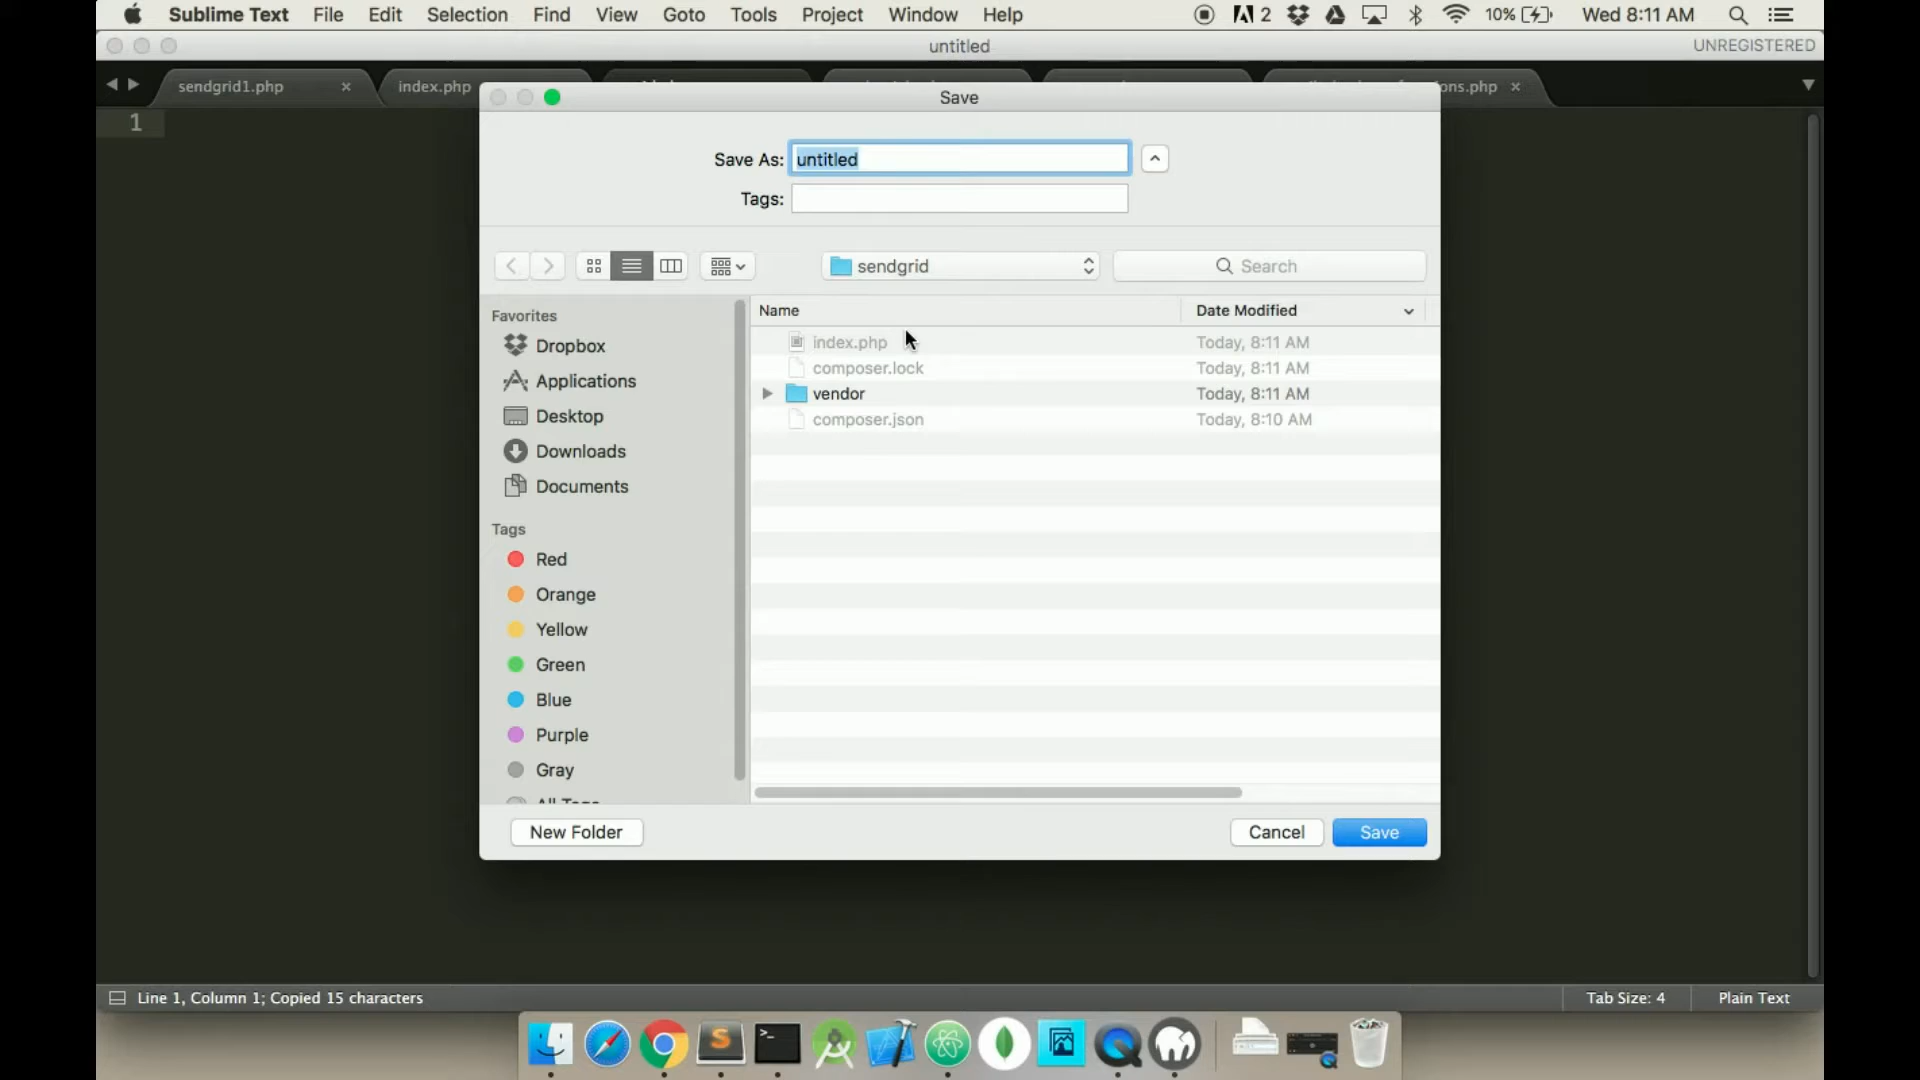 Sublime Text File Edit Selection Find View Goto Tools Project Window Help 2 10% Wed 8:11 AM
untitled UNREGISTERED
sendgrid1.php × index.php ons.php ×
Save
1
Save As: untitled
Tags:
sendgrid Search
Favorites
Dropbox
Applications
Desktop
Downloads
Documents
Tags
Red
Orange
Yellow
Green
Blue
Purple
Gray
Name Date Modified
index.php Today, 8:11 AM
composer.lock Today, 8:11 AM
vendor Today, 8:11 AM
composer.json Today, 8:10 AM
New Folder Cancel Save
Line 1, Column 1; Copied 15 characters Tab Size: 4 Plain Text